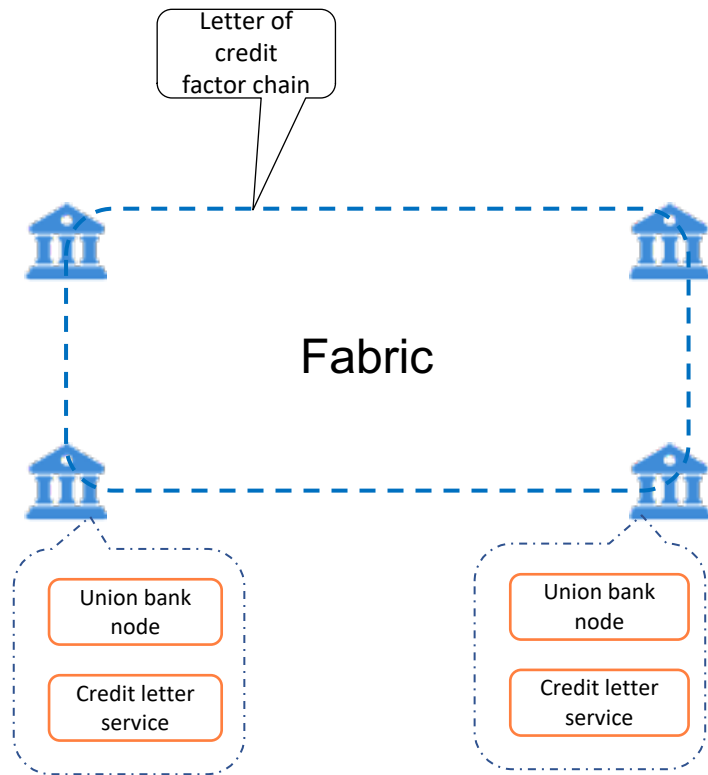 Letter of
credit
factor chain
Fabric
Union bank
node
Credit letter
service
Union bank
node
Credit letter
service